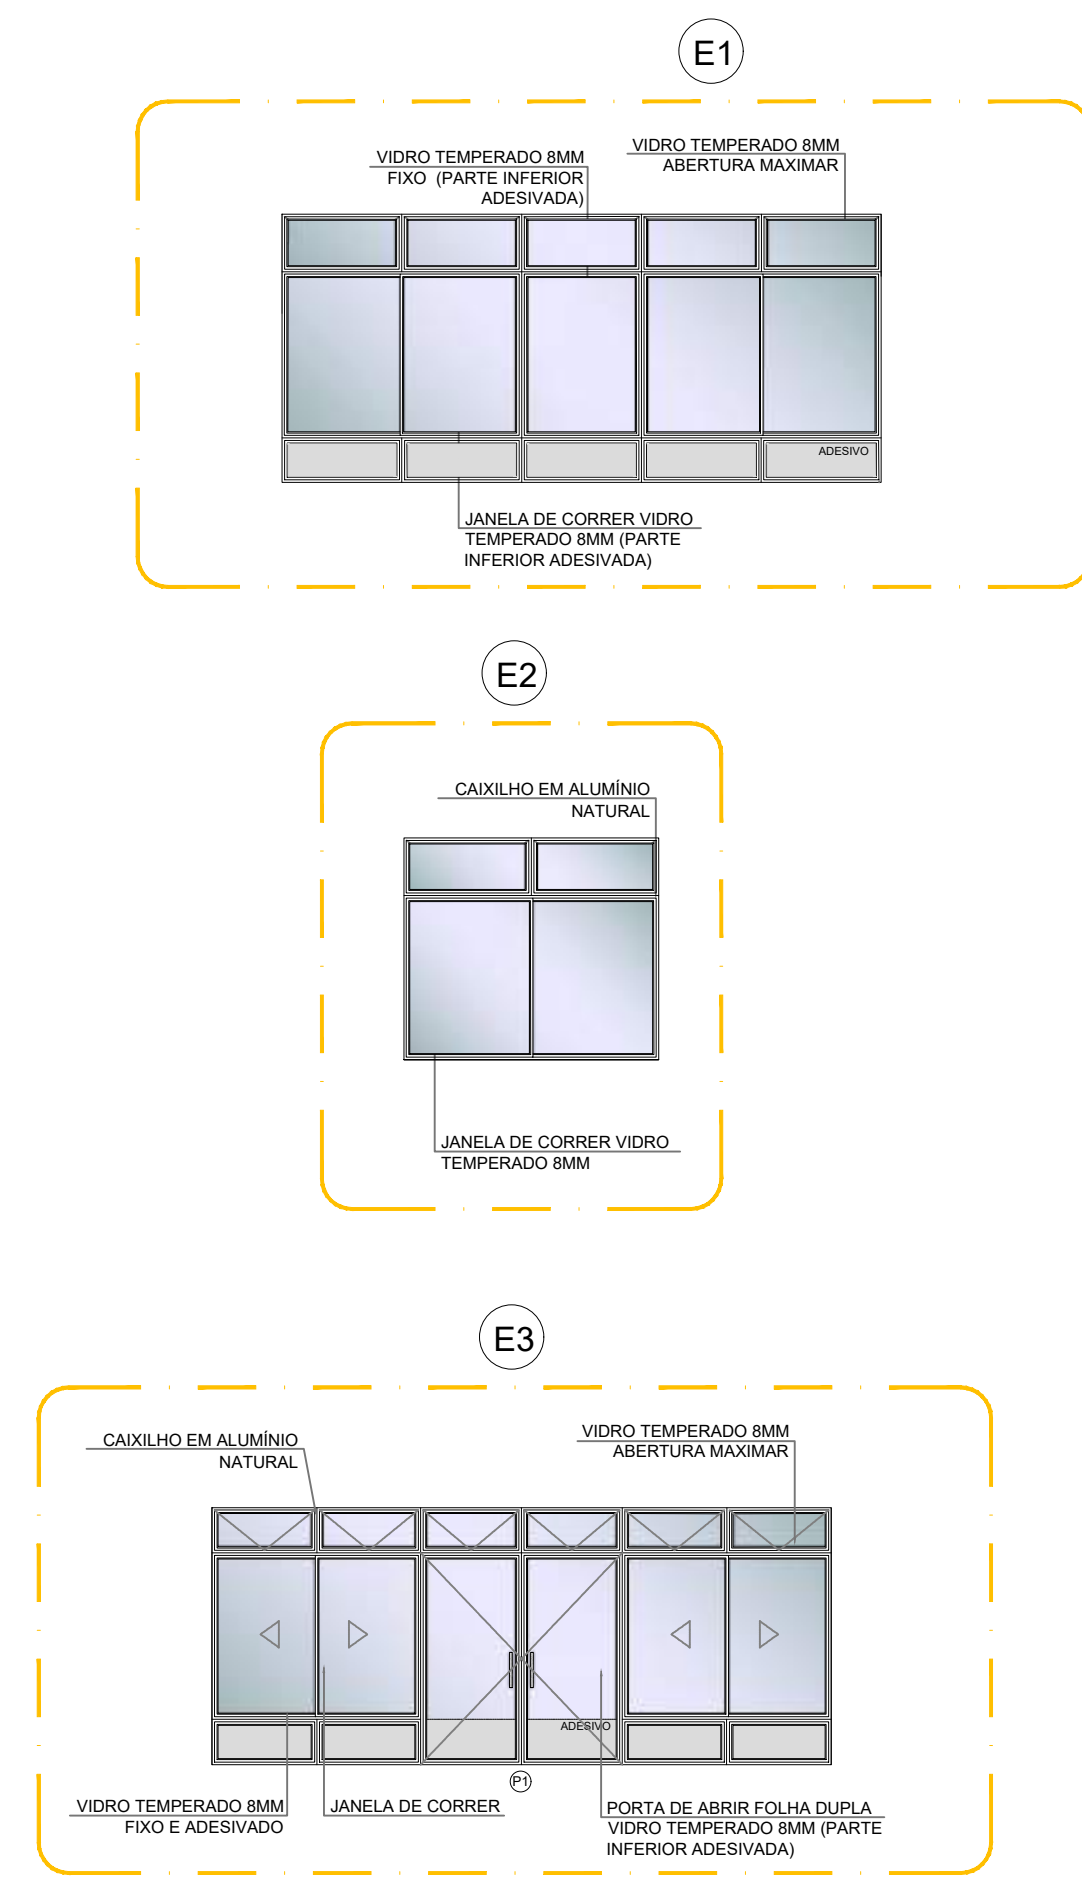 E1
VIDRO TEMPERADO 8MM
FIXO (PARTE INFERIOR
ADESIVADA)
VIDRO TEMPERADO 8MM
ABERTURA MAXIMAR
ADESIVO
JANELA DE CORRER VIDRO
TEMPERADO 8MM (PARTE
INFERIOR ADESIVADA)
E2
CAIXILHO EM ALUMÍNIO
NATURAL
JANELA DE CORRER VIDRO
TEMPERADO 8MM
E3
CAIXILHO EM ALUMÍNIO
NATURAL
VIDRO TEMPERADO 8MM
ABERTURA MAXIMAR
ADESIVO
P1
VIDRO TEMPERADO 8MM
FIXO E ADESIVADO
JANELA DE CORRER
PORTA DE ABRIR FOLHA DUPLA
VIDRO TEMPERADO 8MM (PARTE
INFERIOR ADESIVADA)